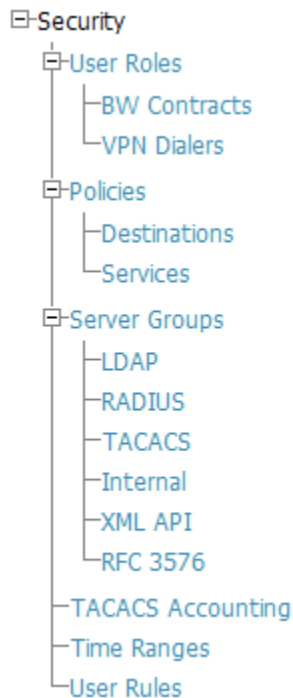 Security
User Roles
BW Contracts
VPN Dialers
Policies
Destinations
Services
Server Groups
LDAP
RADIUS
TACACS
Internal
XML API
RFC 3576
TACACS Accounting
Time Ranges
User Rules